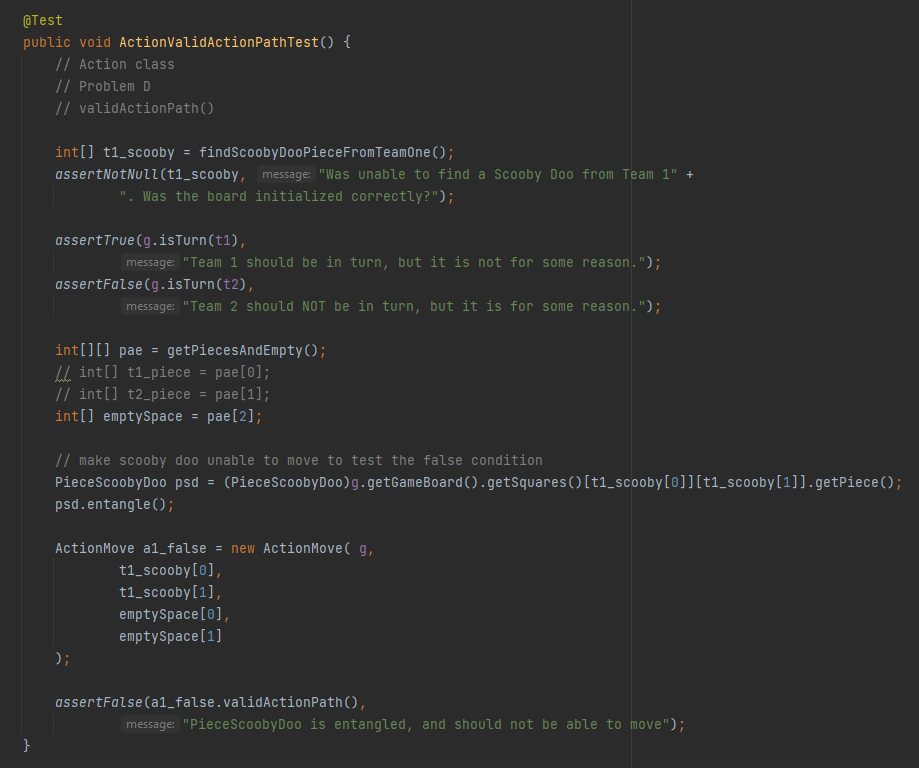 @Test
public void ActionValidActionPathTest() {
// Action class
// Problem D
// validActionPath()
int[] t1_scooby = findScoobyDooPieceFromTeamOne();
assertNotNull(t1_scooby, message: "Was unable to find a Scooby Doo from Team 1" +
". Was the board initialized correctly?");
assertTrue(g.isTurn(t1),
message: "Team 1 should be in turn, but it is not for some reason.");
assertFalse(g.isTurn(t2),
message: "Team 2 should NOT be in turn, but it is for some reason.");
int[][] pae = getPiecesAndEmpty();
// int[] t1_piece = pae[0];
// int[] t2_piece = pae[1];
int[] emptySpace = pae[2];
// make scooby doo unable to move to test the false condition
PieceScoobyDoo psd = (PieceScoobyDoo)g.getGameBoard().getSquares()[t1_scooby[0]][t1_scooby[1]].getPiece();
psd.entangle();
ActionMove a1_false = new ActionMove( g,
t1_scooby[0],
t1_scooby[1],
emptySpace[0],
emptySpace[1]
);
assertFalse(a1_false.validActionPath(),
message: "PieceScoobyDoo is entangled, and should not be able to move");
}